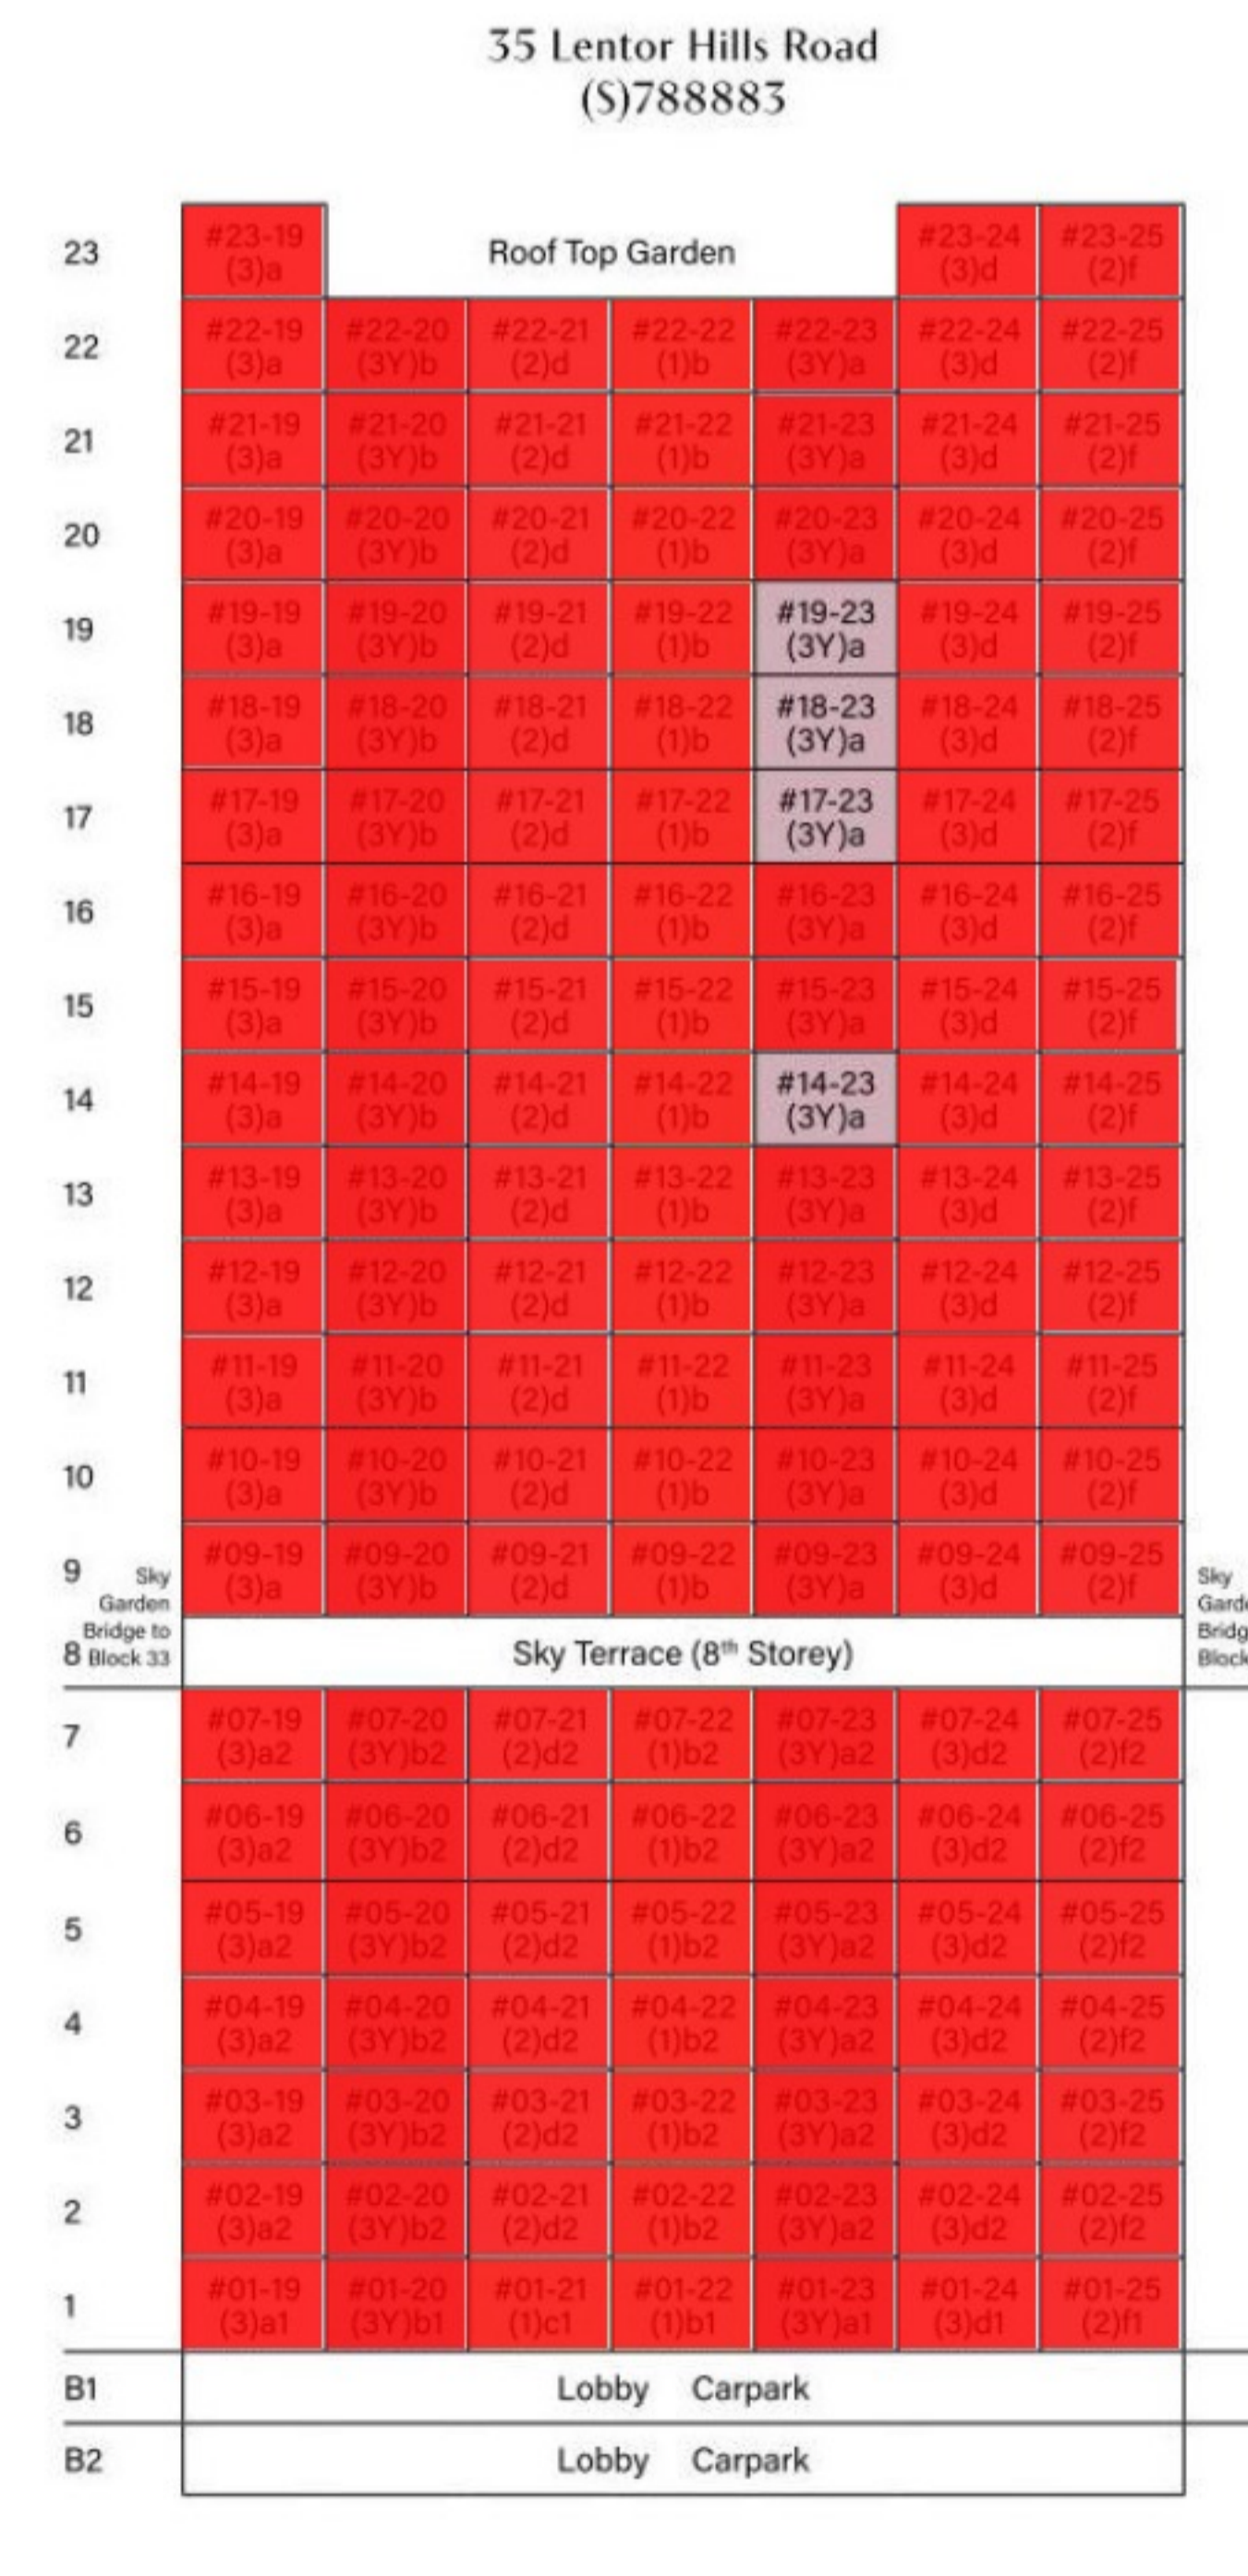 35 Lentor Hills Road
(S)788883
23 #23-19 Roof Top Garden #23-24 #23-25
(3)a (3)d (2)f
22 #22-19 #22-20 #22-21 #22-22 #22-23 #22-24 #22-25
(3)a (3Y)b (2)d (1)b (3Y)a (3)d (2)f
21 #21-19 #21-20 #21-21 #21-22 #21-23 #21-24 #21-25
(3)a (3Y)b (2)d (1)b (3Y)a (3)d (2)f
20 #20-19 #20-20 #20-21 #20-22 #20-23 #20-24 #20-25
(3)a (3Y)b (2)d (1)b (3Y)a (3)d (2)f
19 #19-19 #19-20 #19-21 #19-22 #19-23 #19-24 #19-25
(3)a (3Y)b (2)d (1)b (3Y)a (3)d (2)f
18 #18-19 #18-20 #18-21 #18-22 #18-23 #18-24 #18-25
(3)a (3Y)b (2)d (1)b (3Y)a (3)d (2)f
17 #17-19 #17-20 #17-21 #17-22 #17-23 #17-24 #17-25
(3)a (3Y)b (2)d (1)b (3Y)a (3)d (2)f
16 #16-19 #16-20 #16-21 #16-22 #16-23 #16-24 #16-25
(3)a (3Y)b (2)d (1)b (3Y)a (3)d (2)f
15 #15-19 #15-20 #15-21 #15-22 #15-23 #15-24 #15-25
(3)a (3Y)b (2)d (1)b (3Y)a (3)d (2)f
14 #14-19 #14-20 #14-21 #14-22 #14-23 #14-24 #14-25
(3)a (3Y)b (2)d (1)b (3Y)a (3)d (2)f
13 #13-19 #13-20 #13-21 #13-22 #13-23 #13-24 #13-25
(3)a (3Y)b (2)d (1)b (3Y)a (3)d (2)f
12 #12-19 #12-20 #12-21 #12-22 #12-23 #12-24 #12-25
(3)a (3Y)b (2)d (1)b (3Y)a (3)d (2)f
11 #11-19 #11-20 #11-21 #11-22 #11-23 #11-24 #11-25
(3)a (3Y)b (2)d (1)b (3Y)a (3)d (2)f
10 #10-19 #10-20 #10-21 #10-22 #10-23 #10-24 #10-25
(3)a (3Y)b (2)d (1)b (3Y)a (3)d (2)f
9 #09-19 #09-20 #09-21 #09-22 #09-23 #09-24 #09-25
Sky (3)a (3Y)b (2)d (1)b (3Y)a (3)d (2)f Sky
Garden Gard
Bridge to Bridg
8 Block 33 Sky Terrace (8th Storey) Block
7 #07-19 #07-20 #07-21 #07-22 #07-23 #07-24 #07-25
(3)a2 (3Y)b2 (2)d2 (1)b2 (3Y)a2 (3)d2 (2)f2
6 #06-19 #06-20 #06-21 #06-22 #06-23 #06-24 #06-25
(3)a2 (3Y)b2 (2)d2 (1)b2 (3Y)a2 (3)d2 (2)f2
5 #05-19 #05-20 #05-21 #05-22 #05-23 #05-24 #05-25
(3)a2 (3Y)b2 (2)d2 (1)b2 (3Y)a2 (3)d2 (2)f2
4 #04-19 #04-20 #04-21 #04-22 #04-23 #04-24 #04-25
(3)a2 (3Y)b2 (2)d2 (1)b2 (3Y)a2 (3)d2 (2)f2
3 #03-19 #03-20 #03-21 #03-22 #03-23 #03-24 #03-25
(3)a2 (3Y)b2 (2)d2 (1)b2 (3Y)a2 (3)d2 (2)f2
2 #02-19 #02-20 #02-21 #02-22 #02-23 #02-24 #02-25
(3)a2 (3Y)b2 (2)d2 (1)b2 (3Y)a2 (3)d2 (2)f2
1 #01-19 #01-20 #01-21 #01-22 #01-23 #01-24 #01-25
(3)a1 (3Y)b1 (1)c1 (1)b1 (3Y)a1 (3)d1 (2)f1
B1 Lobby Carpark
B2 Lobby Carpark